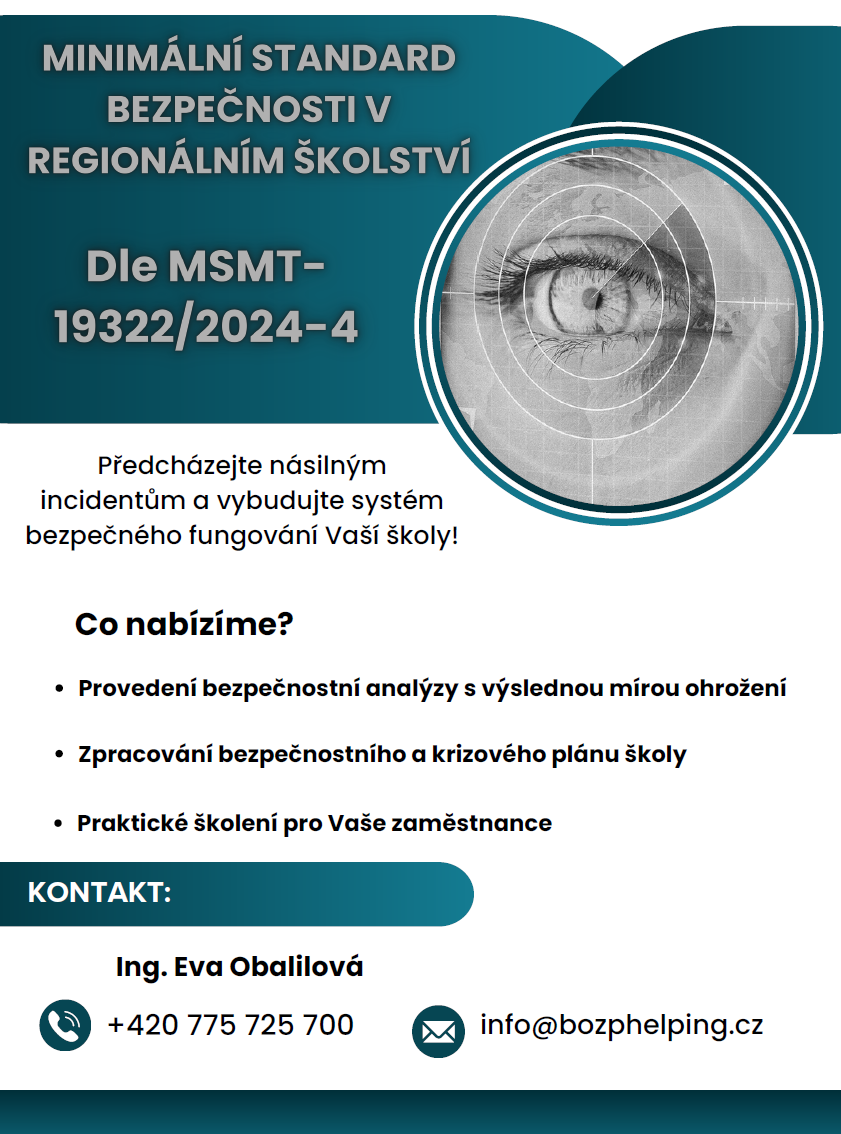 MINIMÁLNÍ STANDARD
BEZPEČNOSTI V
REGIONÁLNÍM ŠKOLSTVÍ
Dle MSMT-
19322/2024-4
Předcházejte násilným
incidentům a vybudujte systém
bezpečného fungování Vaší školy!
Co nabízíme?
• Provedení bezpečnostní analýzy s výslednou mírou ohrožení
• Zpracování bezpečnostního a krizového plánu školy
• Praktické školení pro Vaše zaměstnance
KONTAKT:
Ing. Eva Obalilová
+420 775 725 700
info@bozphelping.cz